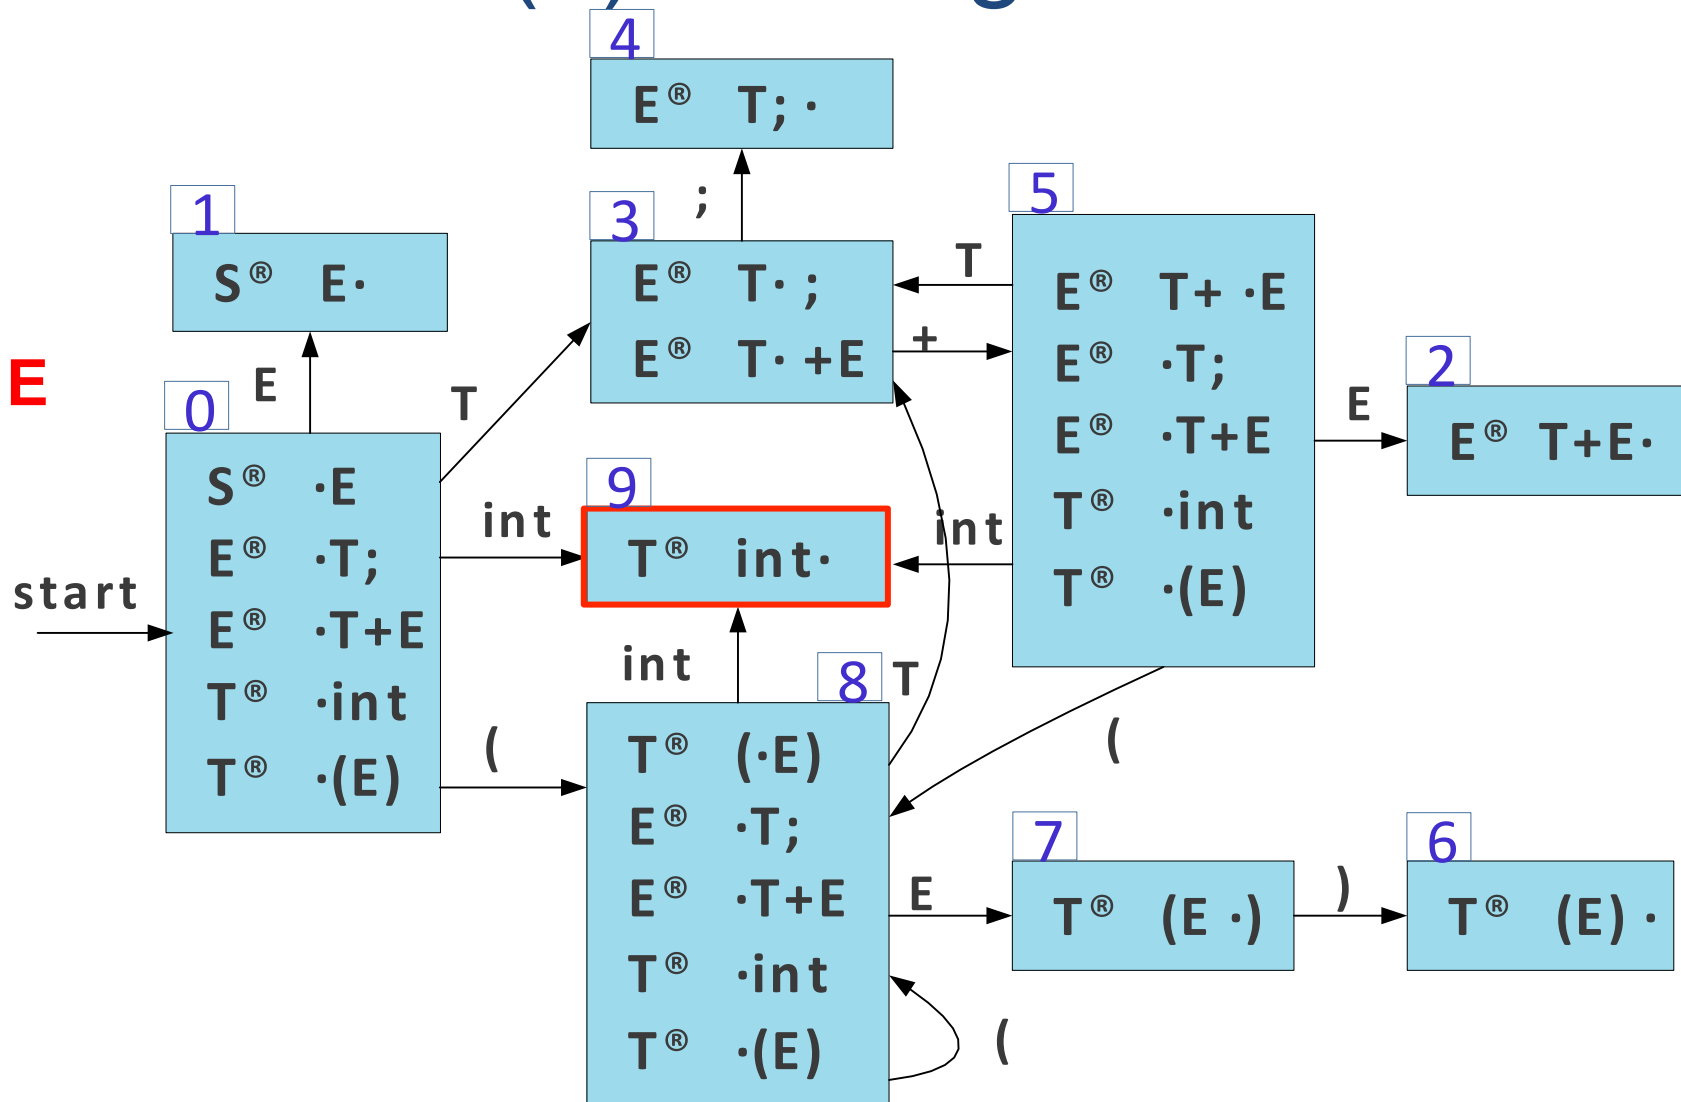 4
E® T; ·
1
S® E·
3
E® T· ;
E® T· +E
;
5
E® T+ ·E
E® ·T;
E® ·T+E
T® ·int
T® ·(E)
T
+
2
E® T+E·
E
E
0
S® ·E
E® ·T;
E® ·T+E
T® ·int
T® ·(E)
E
T
start
int
9
T® int·
int
int
(
8
T
T® (·E)
E® ·T;
E® ·T+E
T® ·int
T® ·(E)
(
E
7
T® (E ·)
)
6
T® (E) ·
(